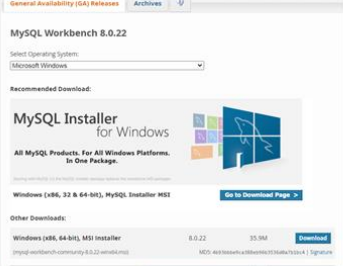 General Availability (GA) Releases
Archives
MySQL Workbench 8.0.22
Select Operating System:
Microsoft Windows
Recommended Download:
MySQL Installer
for Windows
All MySQL Products. For All Windows Platforms.
In One Package.
Windows (x86, 32 & 64-bit), MySQL Installer MSI
Go to Download Page >
Other Downloads:
Windows (x86, 64-bit), MSI Installer 8.0.22 Download
(mysql-workbench-community-8.0.22-winx64.msi) MD5: | Signature